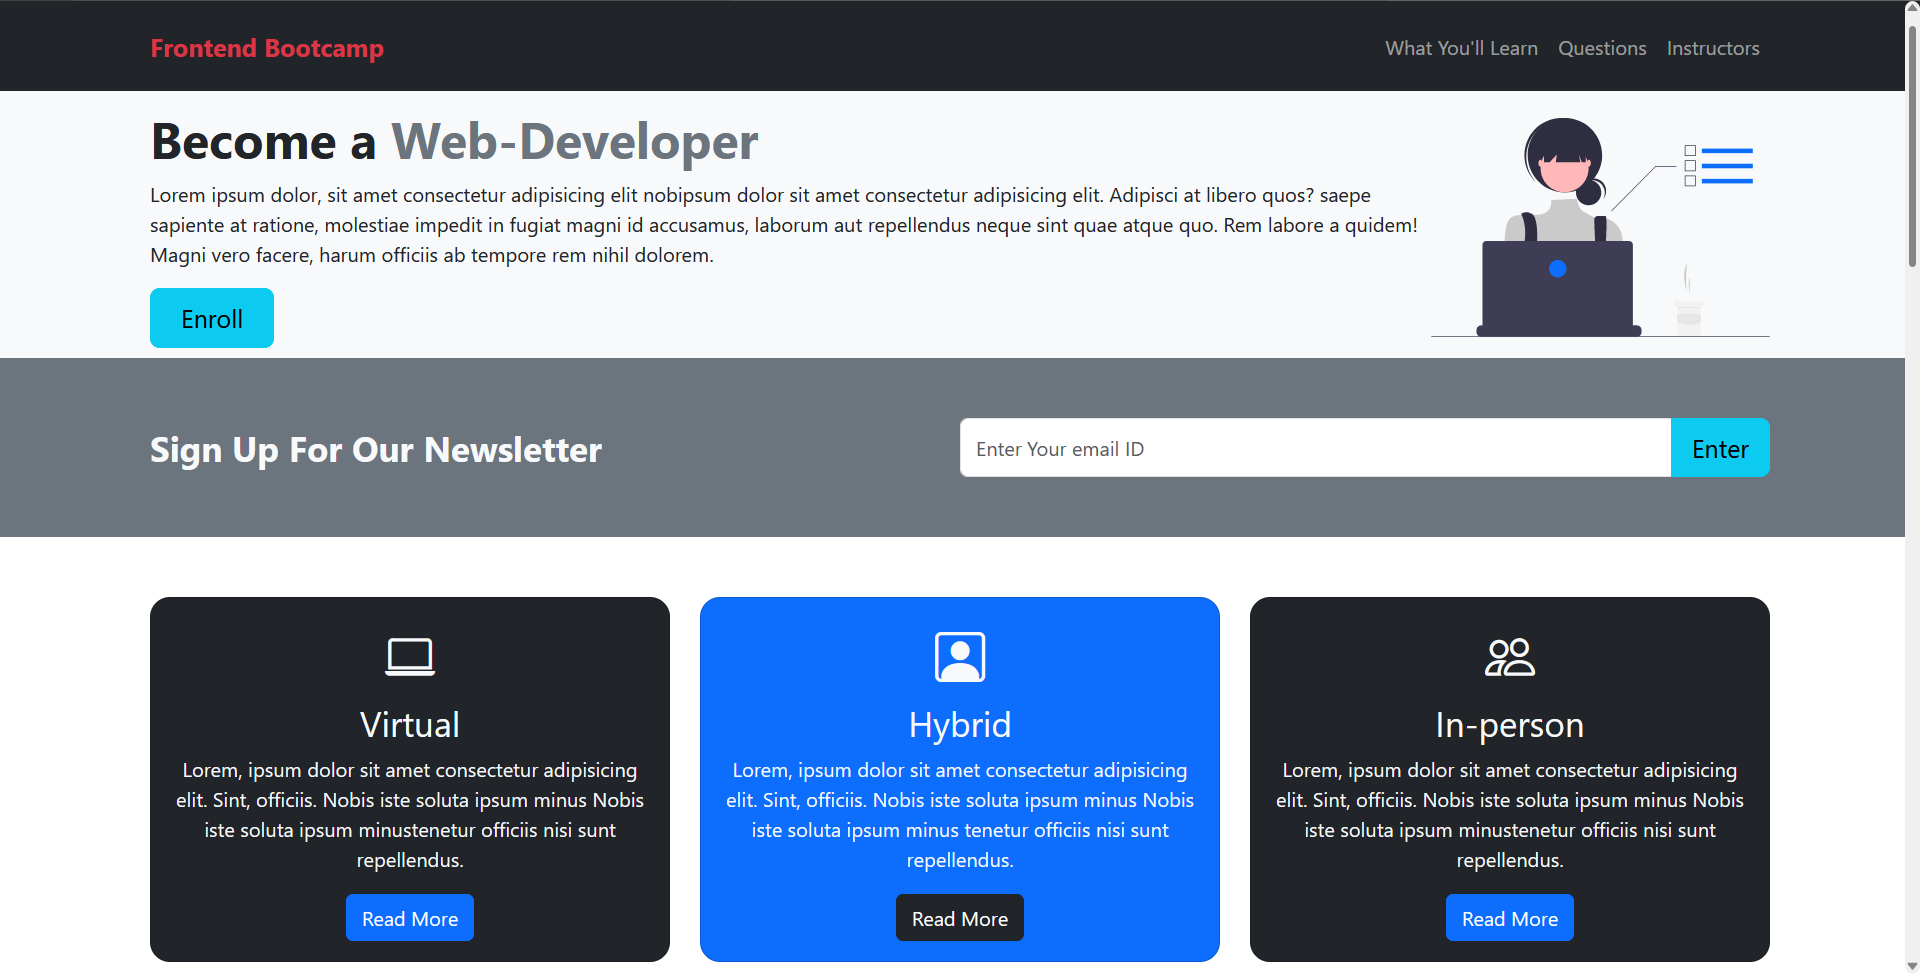 Frontend Bootcamp
What You'll Learn
Questions
Instructors
Become a Web-Developer
Lorem ipsum dolor, sit amet consectetur adipisicing elit nobipsum dolor sit amet consectetur adipisicing elit. Adipisci at libero quos? saepe
sapiente at ratione, molestiae impedit in fugiat magni id accusamus, laborum aut repellendus neque sint quae atque quo. Rem labore a quidem!
Magni vero facere, harum officiis ab tempore rem nihil dolorem.
Enroll
Sign Up For Our Newsletter
Enter Your email ID
Enter
Virtual
Lorem, ipsum dolor sit amet consectetur adipisicing
elit. Sint, officiis. Nobis iste soluta ipsum minus Nobis
iste soluta ipsum minustenetur officiis nisi sunt
repellendus.
Read More
Hybrid
Lorem, ipsum dolor sit amet consectetur adipisicing
elit. Sint, officiis. Nobis iste soluta ipsum minus Nobis
iste soluta ipsum minus tenetur officiis nisi sunt
repellendus.
Read More
In-person
Lorem, ipsum dolor sit amet consectetur adipisicing
elit. Sint, officiis. Nobis iste soluta ipsum minus Nobis
iste soluta ipsum minustenetur officiis nisi sunt
repellendus.
Read More